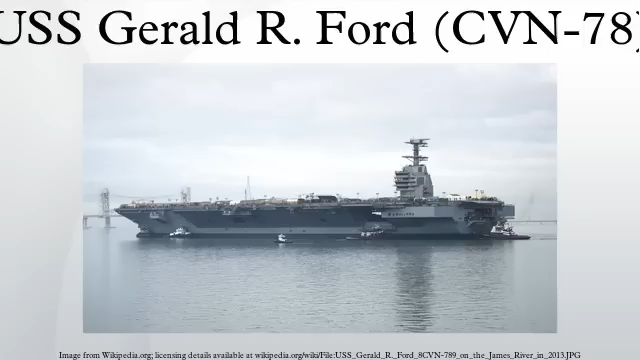 USS Gerald R. Ford (CVN-78)
Image from Wikipedia.org; licensing details available at wikipedia.org/wiki/File:USS_Gerald_R._Ford_8CVN-789_on_the_James_River_in_2013.JPG